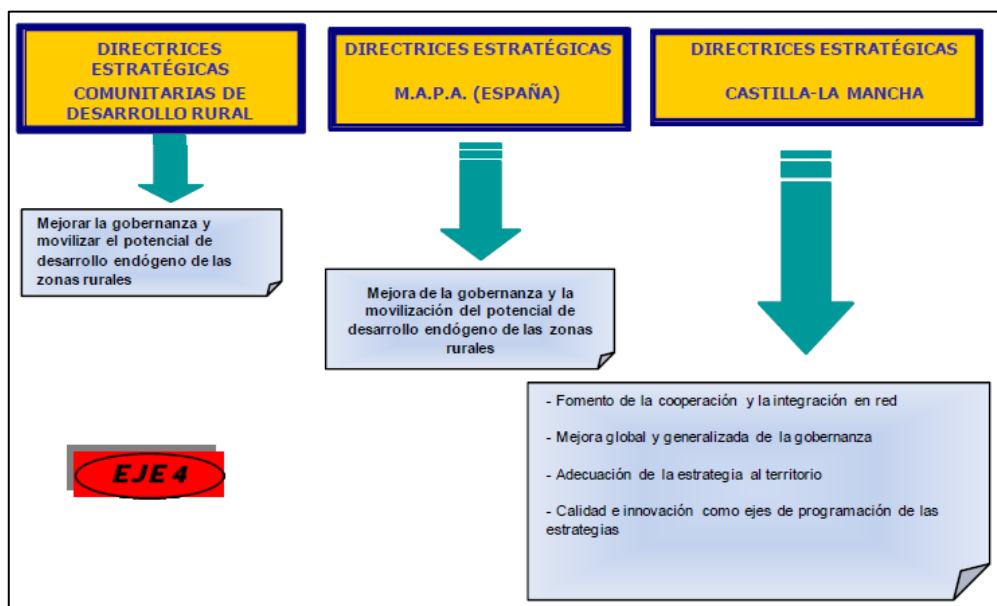 DIRECTRICES
ESTRATÉGICAS
COMUNITARIAS DE
DESARROLLO RURAL
DIRECTRICES ESTRATÉGICAS
M.A.P.A. (ESPAÑA)
DIRECTRICES ESTRATÉGICAS
CASTILLA-LA MANCHA
Mejorar la gobernanza y
movilizar el potencial de
desarrollo endógeno de las
zonas rurales
Mejora de la gobernanza y la
movilización del potencial de
desarrollo endógeno de las zonas
rurales
- Fomento de la cooperación y la integración en red
- Mejora global y generalizada de la gobernanza
- Adecuación de la estrategia al territorio
- Calidad e innovación como ejes de programación de las
estrategias
EJE 4